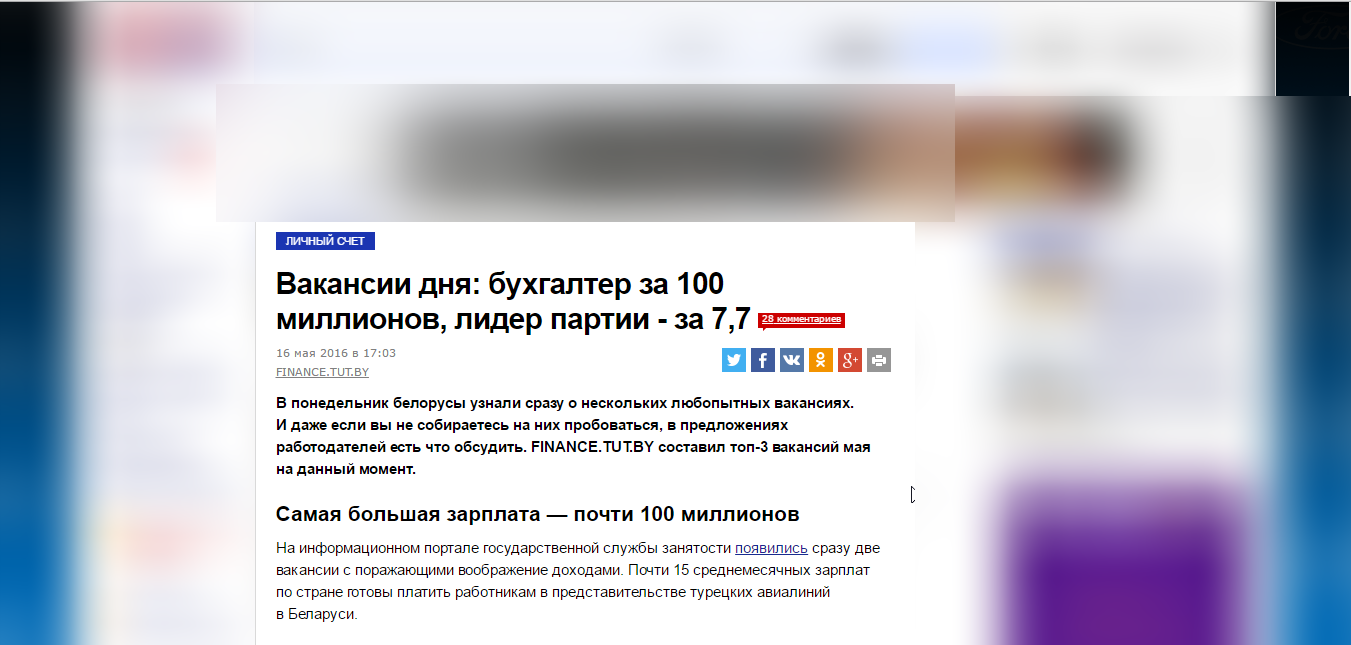 ЛИЧНЫЙ СЧЕТ
Вакансии дня: бухгалтер за 100
миллионов, лидер партии - за 7,7
28 комментариев
16 мая 2016 в 17:03
FINANCE.TUT.BY
В понедельник белорусы узнали сразу о нескольких любопытных вакансиях.
И даже если вы не собираетесь на них пробоваться, в предложениях
работодателей есть что обсудить. FINANCE.TUT.BY составил топ-3 вакансий мая
на данный момент.
Самая большая зарплата — почти 100 миллионов
На информационном портале государственной службы занятости появились сразу две
вакансии с поражающими воображение доходами. Почти 15 среднемесячных зарплат
по стране готовы платить работникам в представительстве турецких авиалиний
в Беларуси.